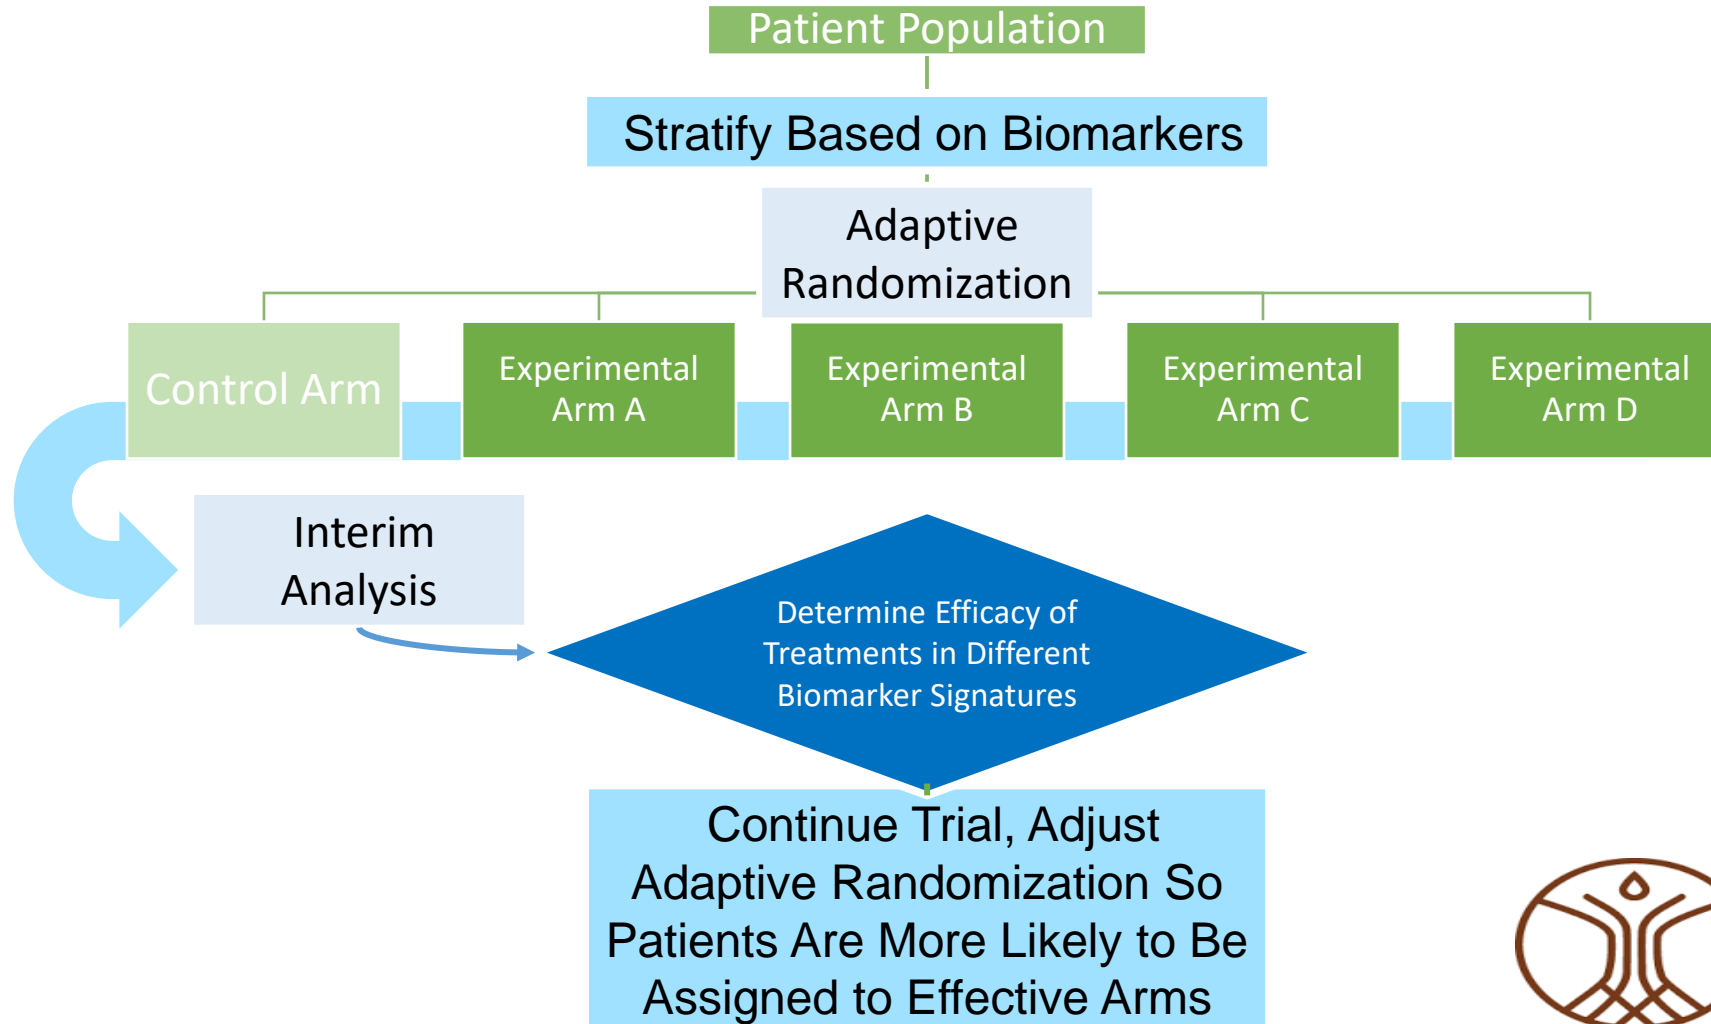 Patient Population
Stratify Based on Biomarkers
Adaptive
Randomization
Control Arm
Experimental
Arm A
Experimental
Arm B
Experimental
Arm C
Experimental
Arm D
Interim
Analysis
Determine Efficacy of
Treatments in Different
Biomarker Signatures
Continue Trial, Adjust
Adaptive Randomization So
Patients Are More Likely to Be
Assigned to Effective Arms